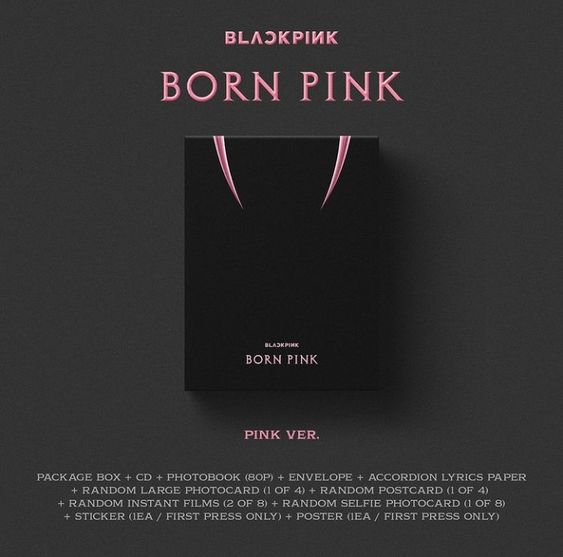 BLACKPINK
BORN PINK
BLACKPINK
BORN PINK
PINK VER.
PACKAGE BOX + CD + PHOTOBOOK (80P) + ENVELOPE + ACCORDION LYRICS PAPER
+ RANDOM LARGE PHOTOCARD (1 OF 4) + RANDOM POSTCARD (1 OF 4)
+ RANDOM INSTANT FILMS (2 OF 8) + RANDOM SELFIE PHOTOCARD (1 OF 8)
+ STICKER (1EA / FIRST PRESS ONLY) + POSTER (1EA / FIRST PRESS ONLY)